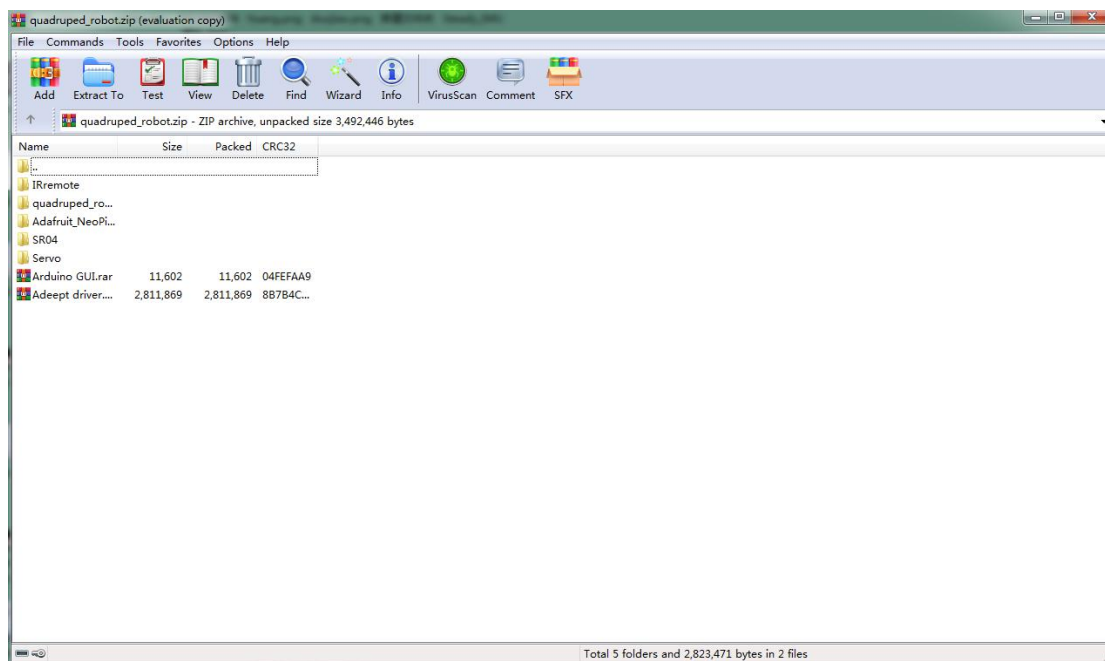 quadruped_robot.zip (evaluation copy)
File Commands Tools Favorites Options Help
Add Extract To Test View Delete Find Wizard Info VirusScan Comment SFX
quadruped_robot.zip - ZIP archive, unpacked size 3,492,446 bytes
Name Size Packed CRC32
..
IRremote
quadruped_ro...
Adafruit_NeoPi...
SR04
Servo
Arduino GUI.rar 11,602 11,602 04FEFAA9
Adeept driver.... 2,811,869 2,811,869 8B7B4C...
Total 5 folders and 2,823,471 bytes in 2 files